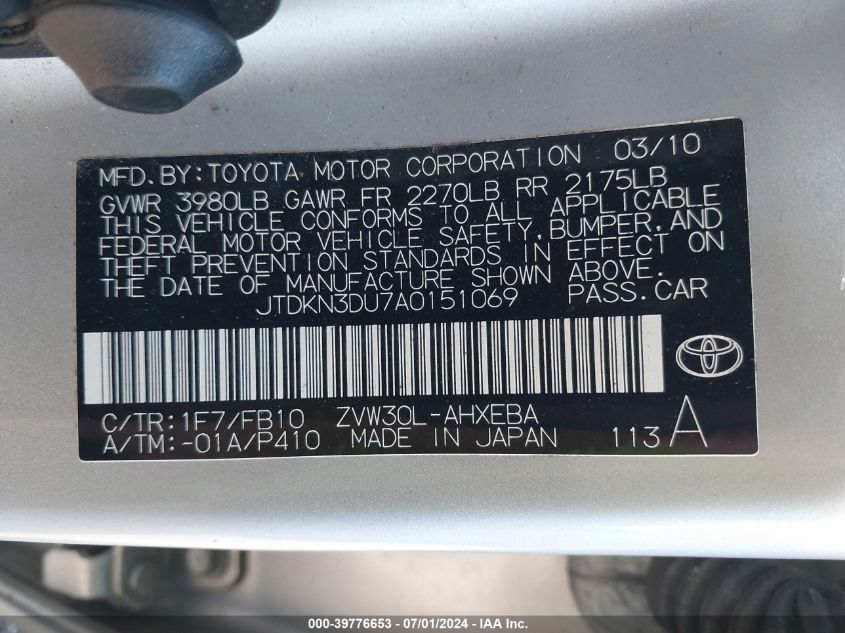 MFD. BY: TOYOTA MOTOR CORPORATION 03/10
GVWR 3980LB GAWR FR 2270LB RR 2175LB
THIS VEHICLE CONFORMS TO ALL APPLICABLE
FEDERAL MOTOR VEHICLE SAFETY, BUMPER, AND
THEFT PREVENTION STANDARDS IN EFFECT ON
THE DATE OF MANUFACTURE SHOWN ABOVE.
JTDKN3DU7A0151069 PASS. CAR
C/TR: 1F7/FB10 ZVW30L-AHXEBA
A/TM: -01A/P410 MADE IN JAPAN 113 A
000-39776653 / 07/01/2024 - IAA Inc.